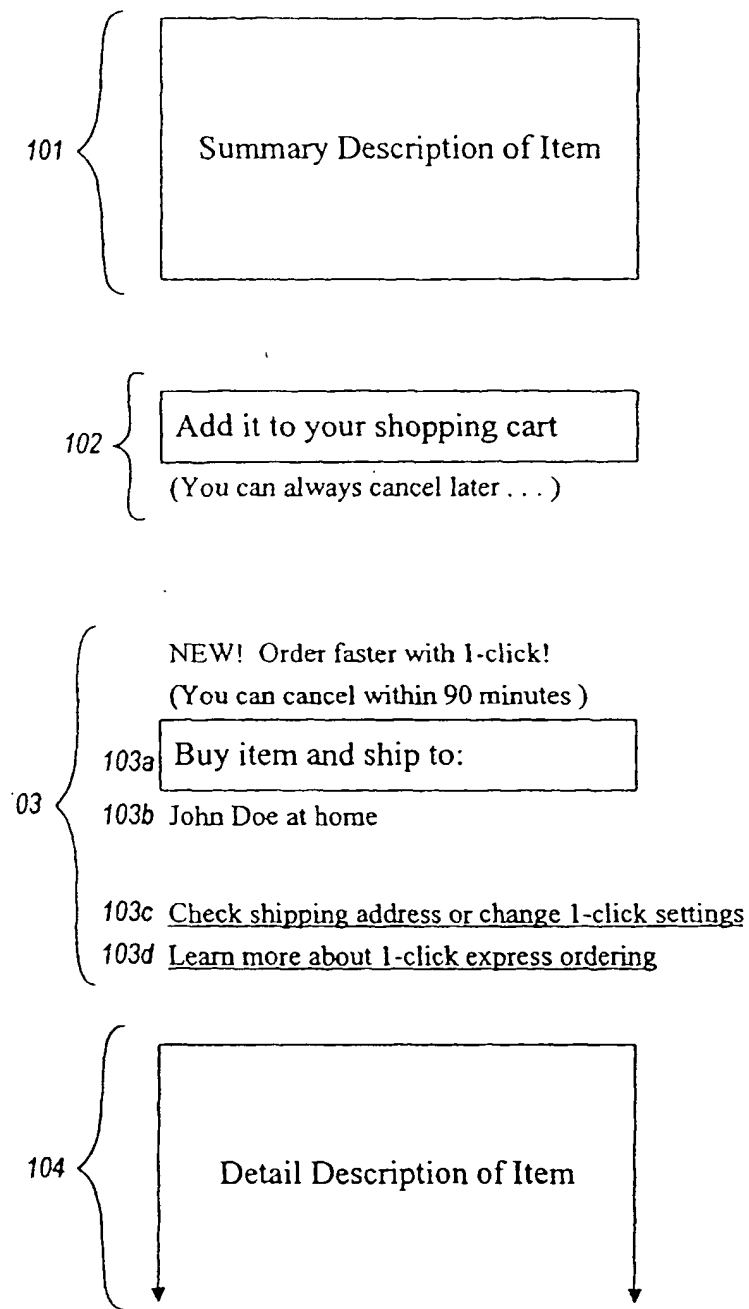 101
Summary Description of Item
102
Add it to your shopping cart
(You can always cancel later . . . )
03
NEW! Order faster with 1-click!
(You can cancel within 90 minutes )
103a Buy item and ship to:
103b John Doe at home
103c Check shipping address or change 1-click settings
103d Learn more about 1-click express ordering
104
Detail Description of Item